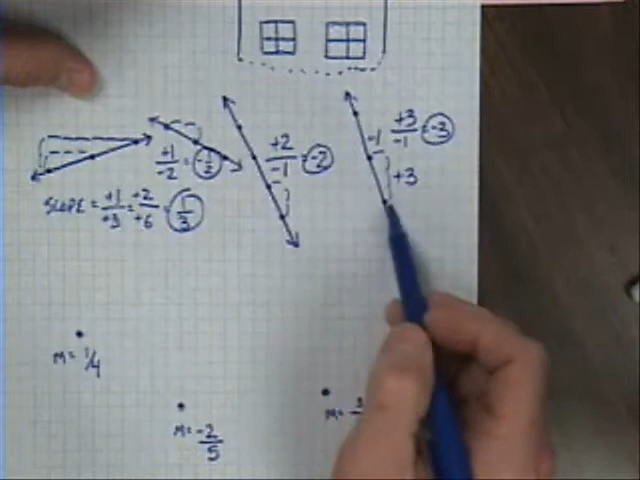 SLOPE = +1/+3 = +2/+6 = 1/3
+1/-2 = -1/2
+2/-1 = -2
-1 +3/-1 = -3
+3
M = 1/4
M = -2/5
M =